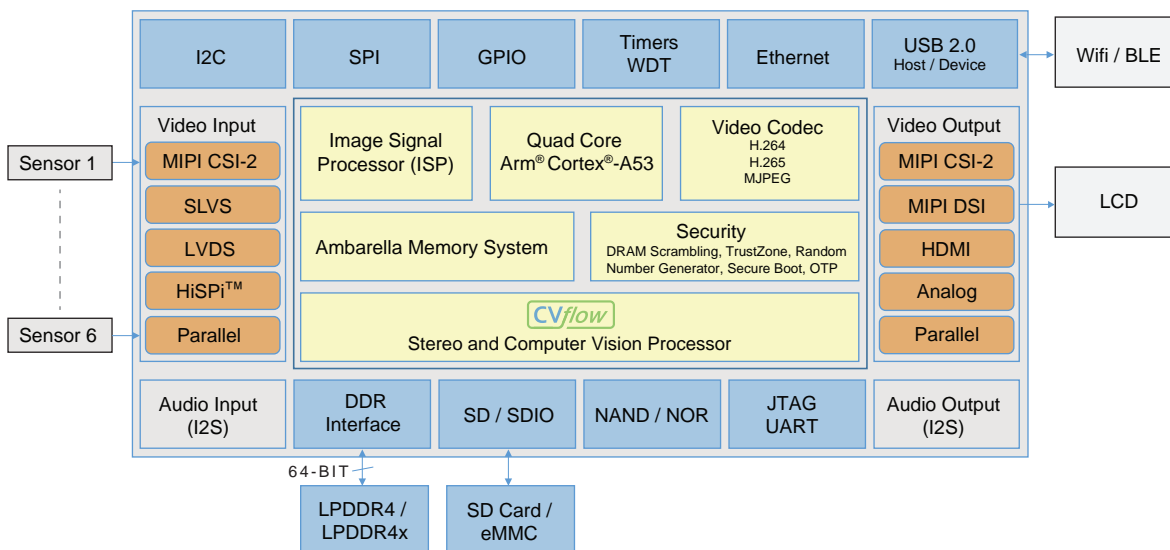 I2C
SPI
GPIO
Timers
WDT
Ethernet
USB 2.0
Host / Device
Wifi / BLE
Video Input
MIPI CSI-2
SLVS
LVDS
HiSPi™
Parallel
Sensor 1
Sensor 6
Image Signal
Processor (ISP)
Quad Core
Arm® Cortex®-A53
Video Codec
H.264
H.265
MJPEG
Ambarella Memory System
Security
DRAM Scrambling, TrustZone, Random
Number Generator, Secure Boot, OTP
CVflow
Stereo and Computer Vision Processor
Video Output
MIPI CSI-2
MIPI DSI
HDMI
Analog
Parallel
LCD
Audio Input
(I2S)
DDR
Interface
SD / SDIO
NAND / NOR
JTAG
UART
Audio Output
(I2S)
64-BIT
LPDDR4 /
LPDDR4x
SD Card /
eMMC